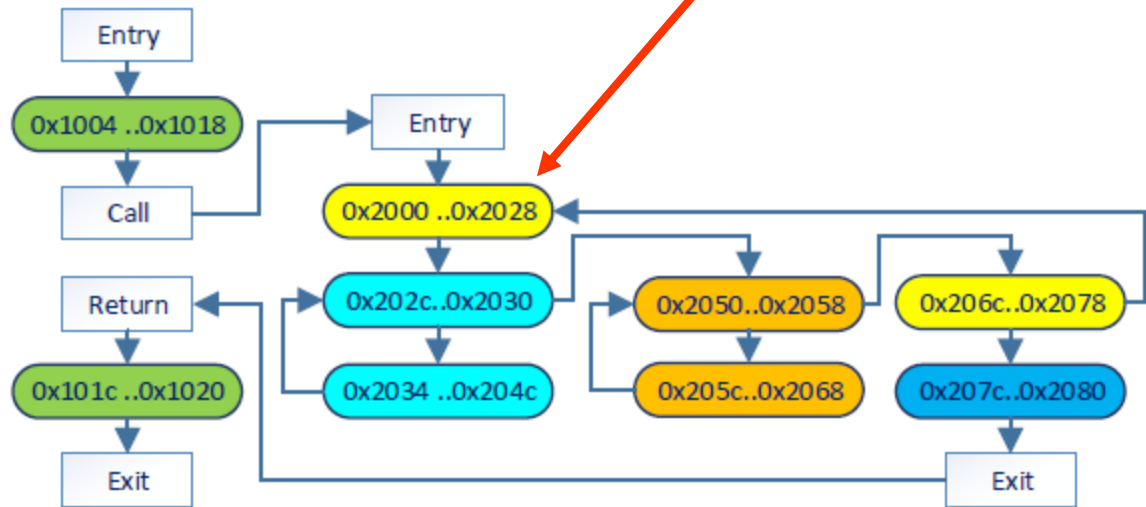 Entry
0x1004 ..0x1018
Call
Return
0x101c ..0x1020
Exit
Entry
0x2000 ..0x2028
0x202c..0x2030
0x2034 ..0x204c
0x2050..0x2058
0x205c..0x2068
0x206c..0x2078
0x207c..0x2080
Exit